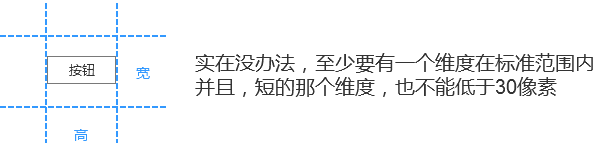 按钮
宽
高
实在没办法，至少要有一个维度在标准范围内
并且，短的那个维度，也不能低于30像素